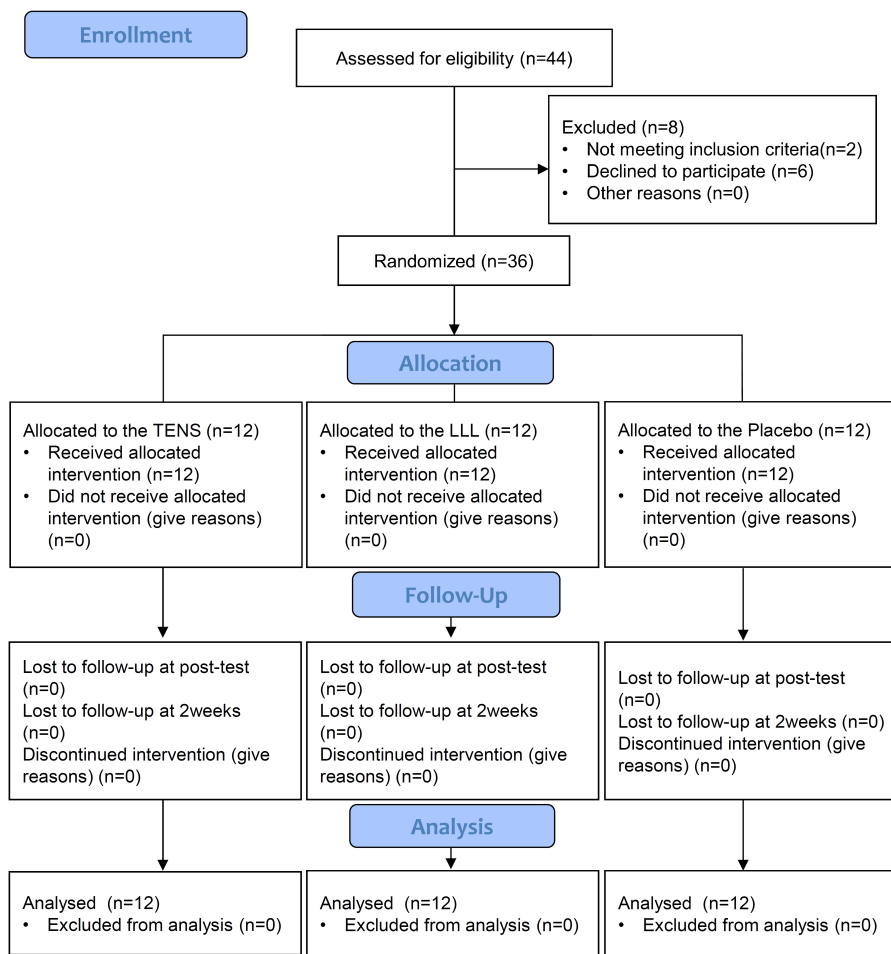 Enrollment
Assessed for eligibility (n=44)
Excluded (n=8)
• Not meeting inclusion criteria(n=2)
• Declined to participate (n=6)
• Other reasons (n=0)
Randomized (n=36)
Allocation
Allocated to the TENS (n=12)
• Received allocated
intervention (n=12)
• Did not receive allocated
intervention (give reasons)
(n=0)
Allocated to the LLL (n=12)
• Received allocated
intervention (n=12)
• Did not receive allocated
intervention (give reasons)
(n=0)
Allocated to the Placebo (n=12)
• Received allocated
intervention (n=12)
• Did not receive allocated
intervention (give reasons)
(n=0)
Follow-Up
Lost to follow-up at post-test
(n=0)
Lost to follow-up at 2weeks
(n=0)
Discontinued intervention (give
reasons) (n=0)
Lost to follow-up at post-test
(n=0)
Lost to follow-up at 2weeks
(n=0)
Discontinued intervention (give
reasons) (n=0)
Lost to follow-up at post-test
(n=0)
Lost to follow-up at 2weeks (n=0)
Discontinued intervention (give
reasons) (n=0)
Analysis
Analysed (n=12)
• Excluded from analysis (n=0)
Analysed (n=12)
• Excluded from analysis (n=0)
Analysed (n=12)
• Excluded from analysis (n=0)